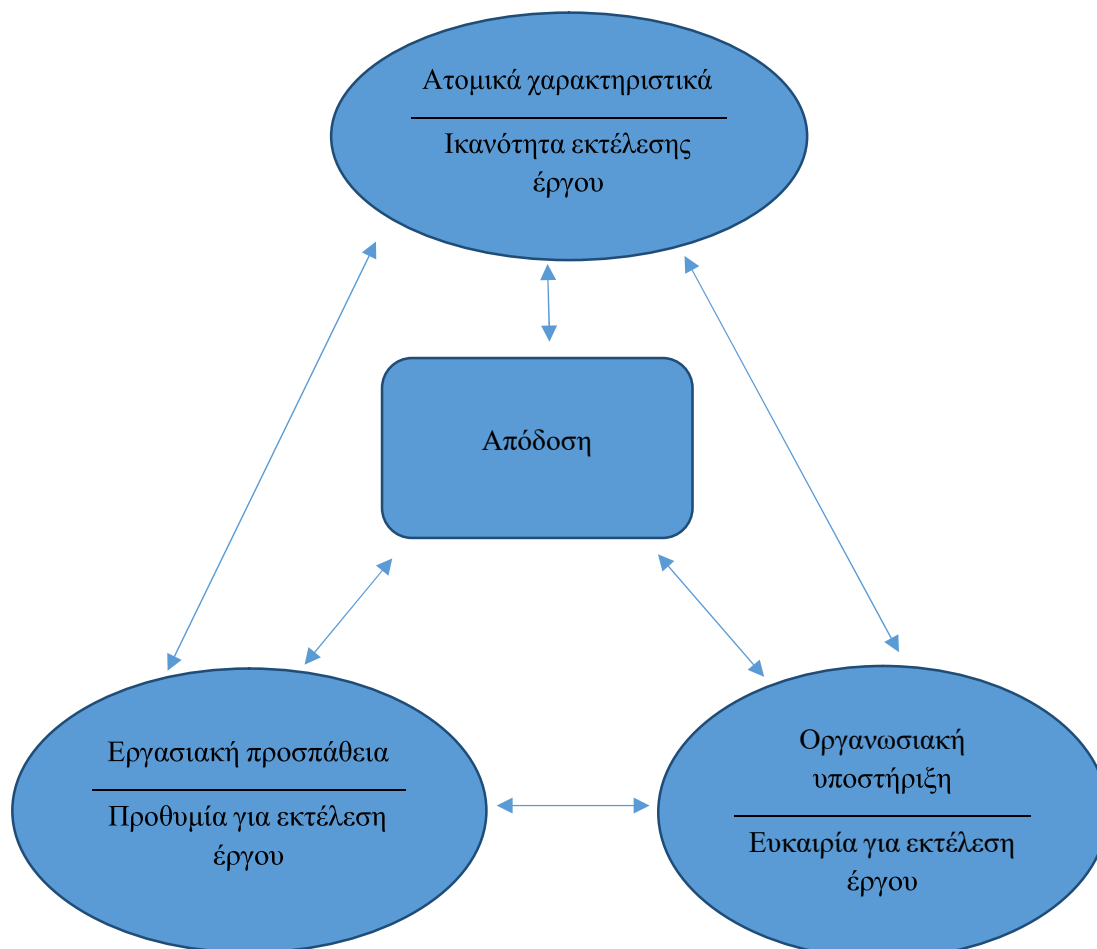 Ατομικά χαρακτηριστικά
Ικανότητα εκτέλεσης
έργου
Απόδοση
Εργασιακή προσπάθεια
Προθυμία για εκτέλεση
έργου
Οργανωσιακή
υποστήριξη
Ευκαιρία για εκτέλεση
έργου